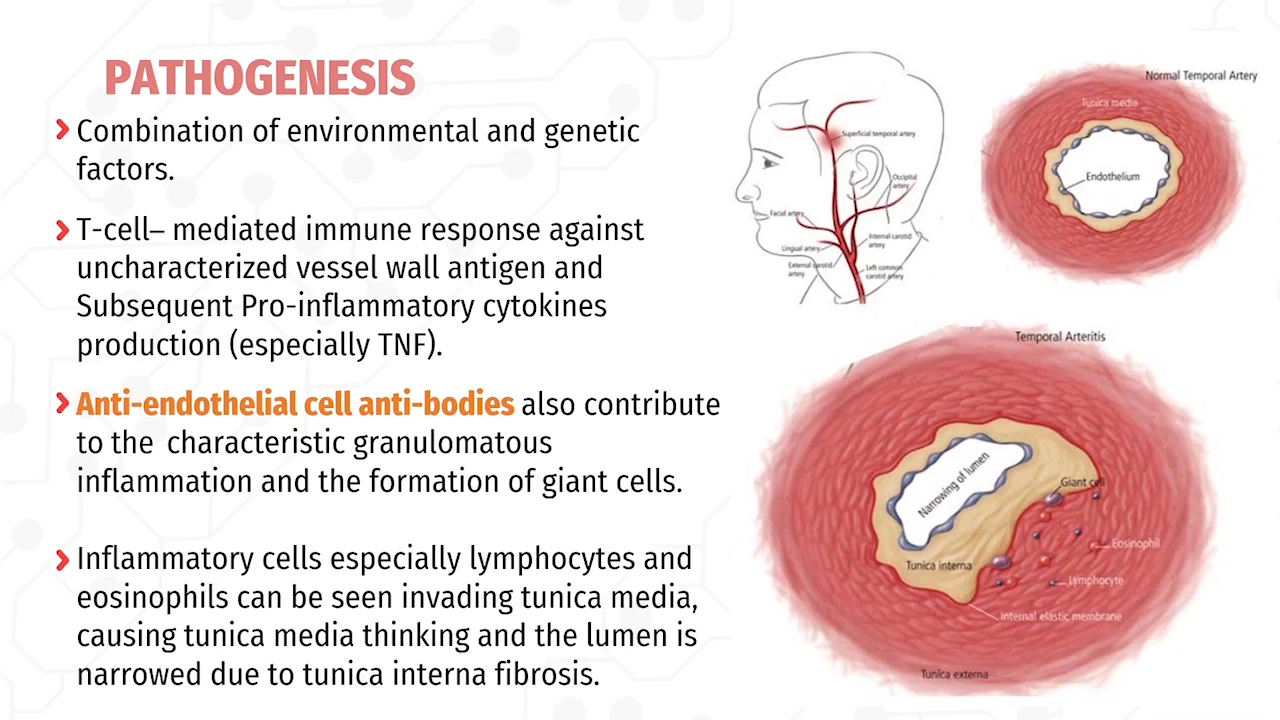 PATHOGENESIS
Combination of environmental and genetic
factors.
T-cell– mediated immune response against
uncharacterized vessel wall antigen and
Subsequent Pro-inflammatory cytokines
production (especially TNF).
Anti-endothelial cell anti-bodies also contribute
to the characteristic granulomatous
inflammation and the formation of giant cells.
Inflammatory cells especially lymphocytes and
eosinophils can be seen invading tunica media,
causing tunica media thinking and the lumen is
narrowed due to tunica interna fibrosis.
Superficial temporal artery
Occipital
artery
Facial artery
Internal carotid
artery
Lingual artery
External carotid
artery
Left common
carotid artery
Normal Temporal Artery
Tunica media
Endothelium
Temporal Arteritis
Narrowing of lumen
Giant cell
Eosinophil
Tunica interna
Lymphocyte
Internal elastic membrane
Tunica externa